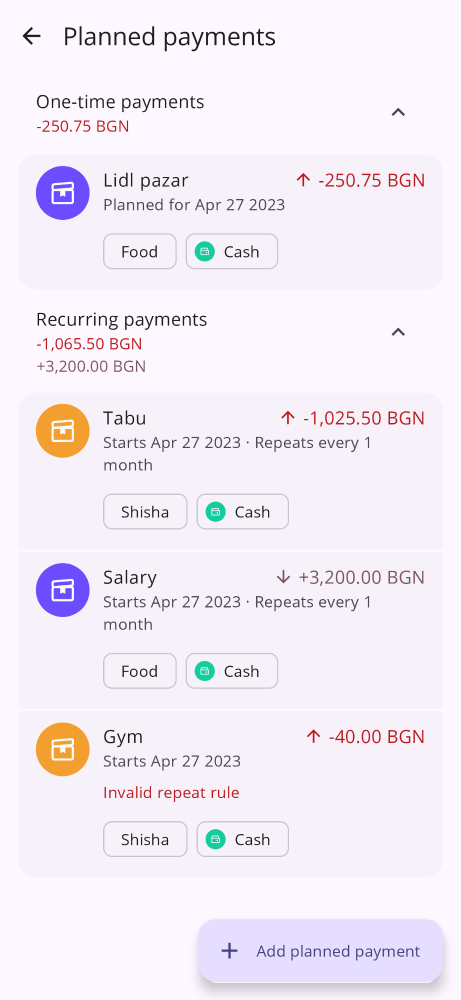 Planned payments
One-time payments
-250.75 BGN
Lidl pazar
-250.75 BGN
Planned for Apr 27 2023
Food
Cash
Recurring payments
-1,065.50 BGN
+3,200.00 BGN
Tabu
-1,025.50 BGN
Starts Apr 27 2023 · Repeats every 1
month
Shisha
Cash
Salary
+3,200.00 BGN
Starts Apr 27 2023 · Repeats every 1
month
Food
Cash
Gym
-40.00 BGN
Starts Apr 27 2023
Invalid repeat rule
Shisha
Cash
Add planned payment